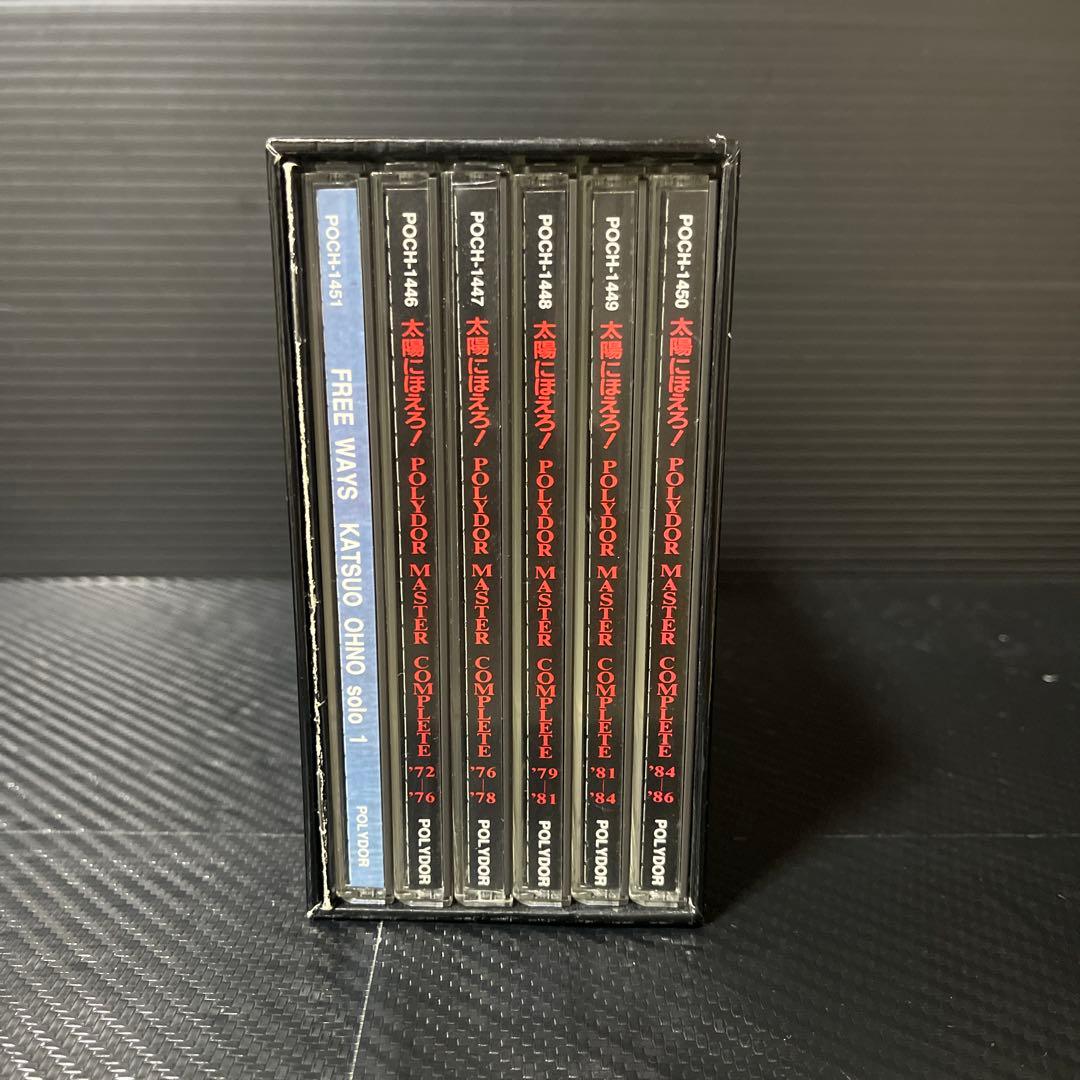 POCH-1451 FREE WAYS KATSUO OHNO solo 1 POLYDOR
POCH-1446 太陽にほえろ! POLYDOR MASTER COMPLETE '72-'76 POLYDOR
POCH-1447 太陽にほえろ! POLYDOR MASTER COMPLETE '76-'78 POLYDOR
POCH-1448 太陽にほえろ! POLYDOR MASTER COMPLETE '79-'81 POLYDOR
POCH-1449 太陽にほえろ! POLYDOR MASTER COMPLETE '81-'84 POLYDOR
POCH-1450 太陽にほえろ! POLYDOR MASTER COMPLETE '84-'86 POLYDOR